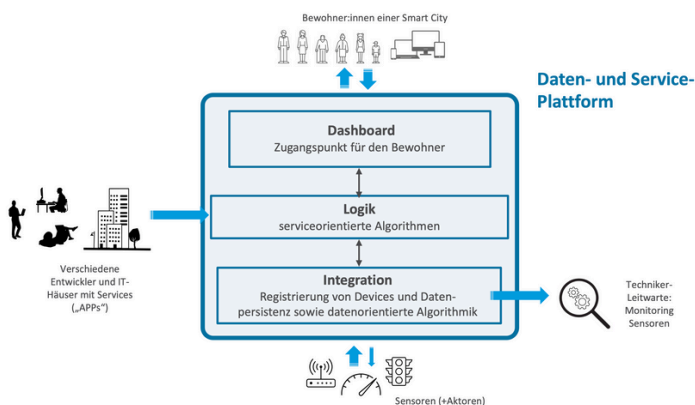 Bewohner:innen einer Smart City
Daten- und Service-
Plattform
Dashboard
Zugangspunkt für den Bewohner
Logik
serviceorientierte Algorithmen
Integration
Registrierung von Devices und Daten-
persistenz sowie datenorientierte Algorithmik
Verschiedene
Entwickler und IT-
Häuser mit Services
(„APPs“)
Techniker-
Leitwarte:
Monitoring
Sensoren
Sensoren (+Aktoren)